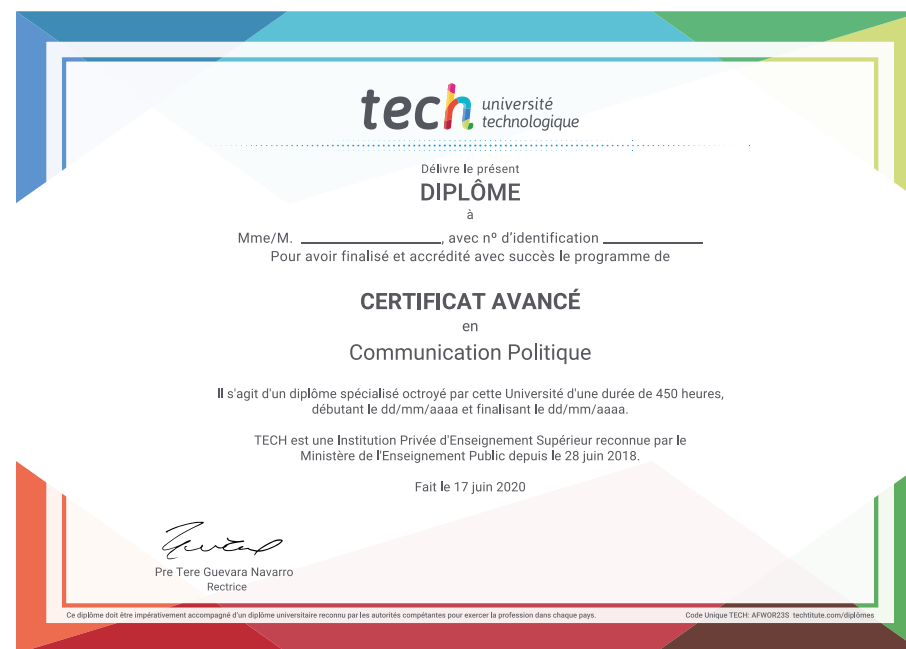 tech université
technologique
Délivre le présent
DIPLÔME
à
Mme/M. ____________________, avec nº d'identification ______________
Pour avoir finalisé et accrédité avec succès le programme de
CERTIFICAT AVANCÉ
en
Communication Politique
Il s'agit d'un diplôme spécialisé octroyé par cette Université d'une durée de 450 heures,
débutant le dd/mm/aaaa et finalisant le dd/mm/aaaa.
TECH est une Institution Privée d'Enseignement Supérieur reconnue par le
Ministère de l'Enseignement Public depuis le 28 juin 2018.
Fait le 17 juin 2020
Pre Tere Guevara Navarro
Rectrice
Ce diplôme doit être impérativement accompagné d'un diplôme universitaire reconnu par les autorités compétantes pour exercer la profession dans chaque pays. Code Unique TECH: AFWOR23S techtitute.com/diplômes